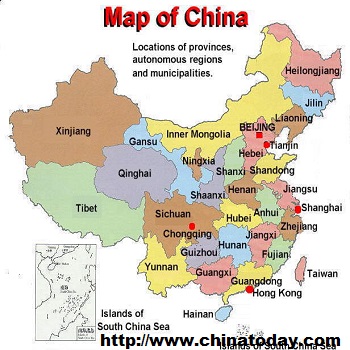 Map of China
Locations of provinces,
autonomous regions
and municipalities.
Heilongjiang
Jilin
Liaoning
Xinjiang
Gansu
Inner Mongolia
BEIJING
Tianjin
Hebei
Ningxia
Qinghai
Shanxi
Shandong
Shaanxi
Henan
Jiangsu
Tibet
Sichuan
Anhui
Shanghai
Hubei
Chongqing
Zhejiang
Hunan
Jiangxi
Guizhou
Fujian
Yunnan
Guangxi
Guangdong
Taiwan
Hong Kong
Hainan
Islands of
South China Sea
Islands of South China Sea
http://www.chinatoday.com